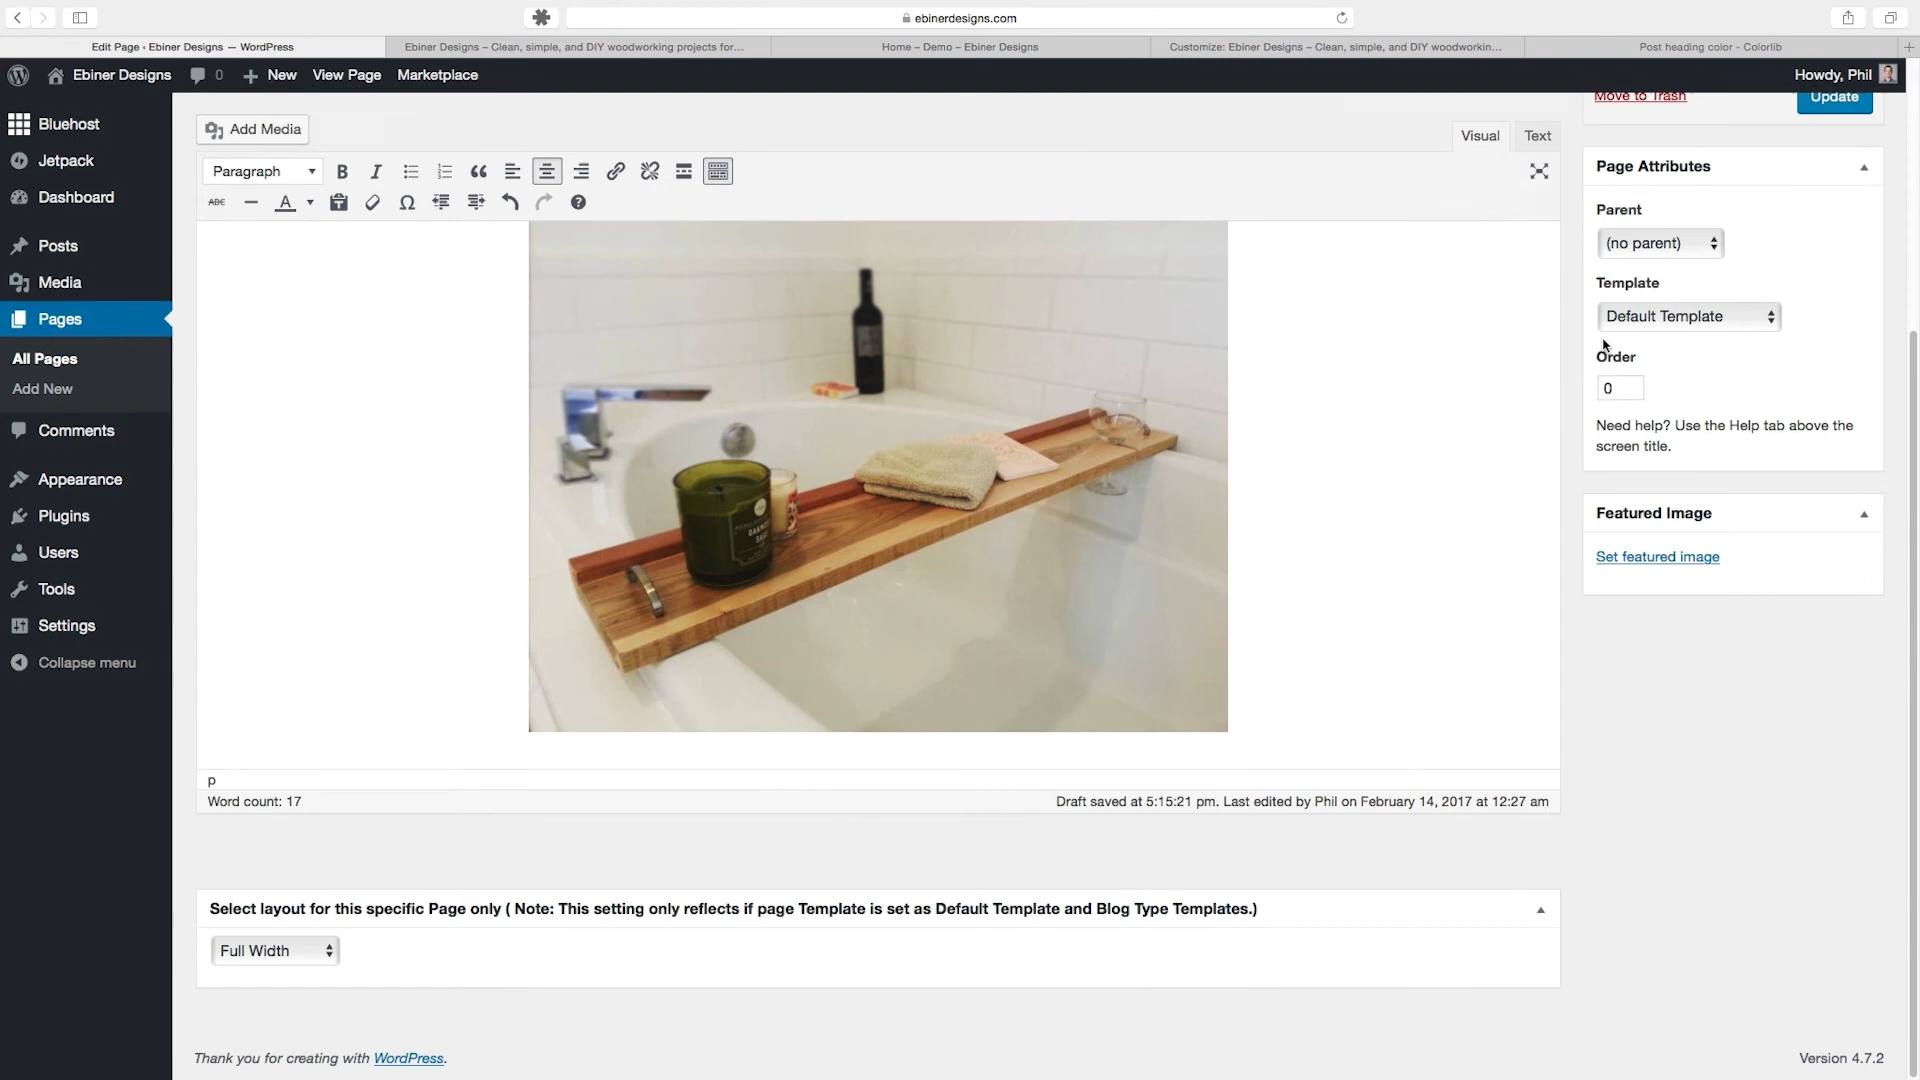 ebinerdesigns.com
Edit Page ‹ Ebiner Designs — WordPress
Ebiner Designs – Clean, simple, and DIY woodworking projects for...
Home – Demo – Ebiner Designs
Customize: Ebiner Designs – Clean, simple, and DIY woodworkin...
Post heading color - Colorlib
Ebiner Designs
0
New
View Page
Marketplace
Howdy, Phil
Bluehost
Jetpack
Dashboard
Posts
Media
Pages
All Pages
Add New
Comments
Appearance
Plugins
Users
Tools
Settings
Collapse menu
Add Media
Visual
Text
Paragraph
B
I
ABC
A
Ω
p
Word count: 17
Draft saved at 5:15:21 pm. Last edited by Phil on February 14, 2017 at 12:27 am
Select layout for this specific Page only ( Note: This setting only reflects if page Template is set as Default Template and Blog Type Templates.)
Full Width
Thank you for creating with WordPress.
Version 4.7.2
Move to Trash
Update
Page Attributes
Parent
(no parent)
Template
Default Template
Order
0
Need help? Use the Help tab above the
screen title.
Featured Image
Set featured image